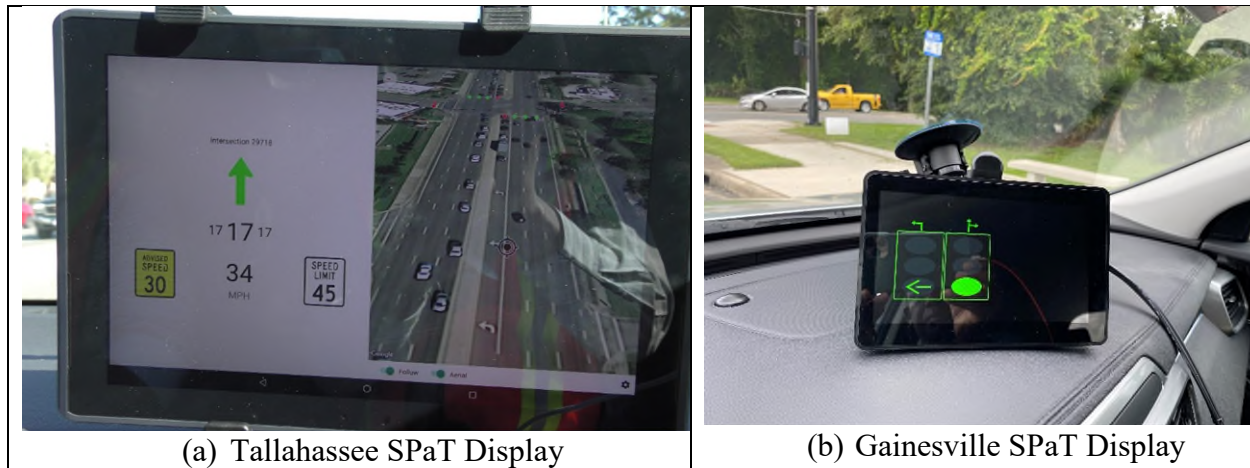 Intersection 29718
17 17 17
ADVISED
SPEED
30
34
MPH
SPEED
LIMIT
45
Google
Aerial
(a) Tallahassee SPaT Display
(b) Gainesville SPaT Display